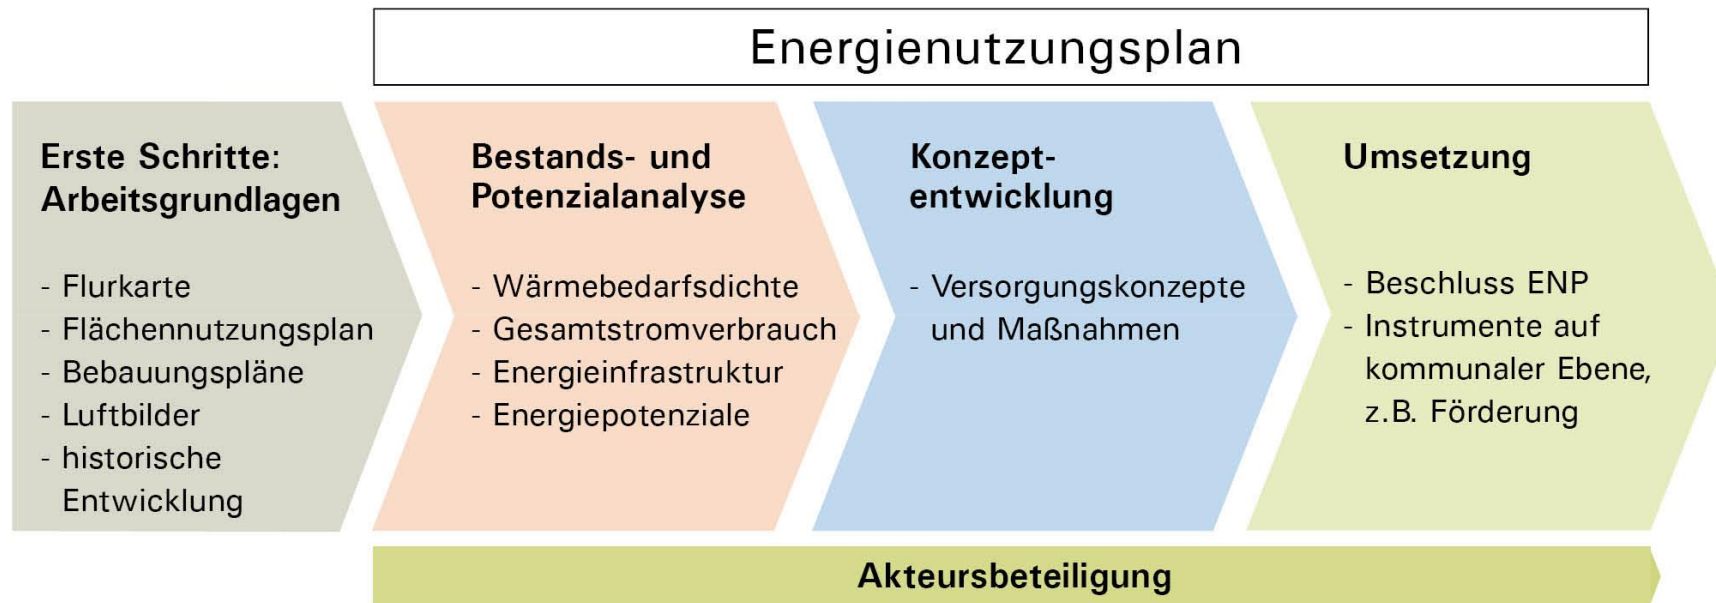 Energienutzungsplan
Erste Schritte:
Arbeitsgrundlagen
- Flurkarte
- Flächennutzungsplan
- Bebauungspläne
- Luftbilder
- historische
Entwicklung
Bestands- und
Potenzialanalyse
- Wärmebedarfsdichte
- Gesamtstromverbrauch
- Energieinfrastruktur
- Energiepotenziale
Konzept-
entwicklung
- Versorgungskonzepte
und Maßnahmen
Umsetzung
- Beschluss ENP
- Instrumente auf
kommunaler Ebene,
z.B. Förderung
Akteursbeteiligung